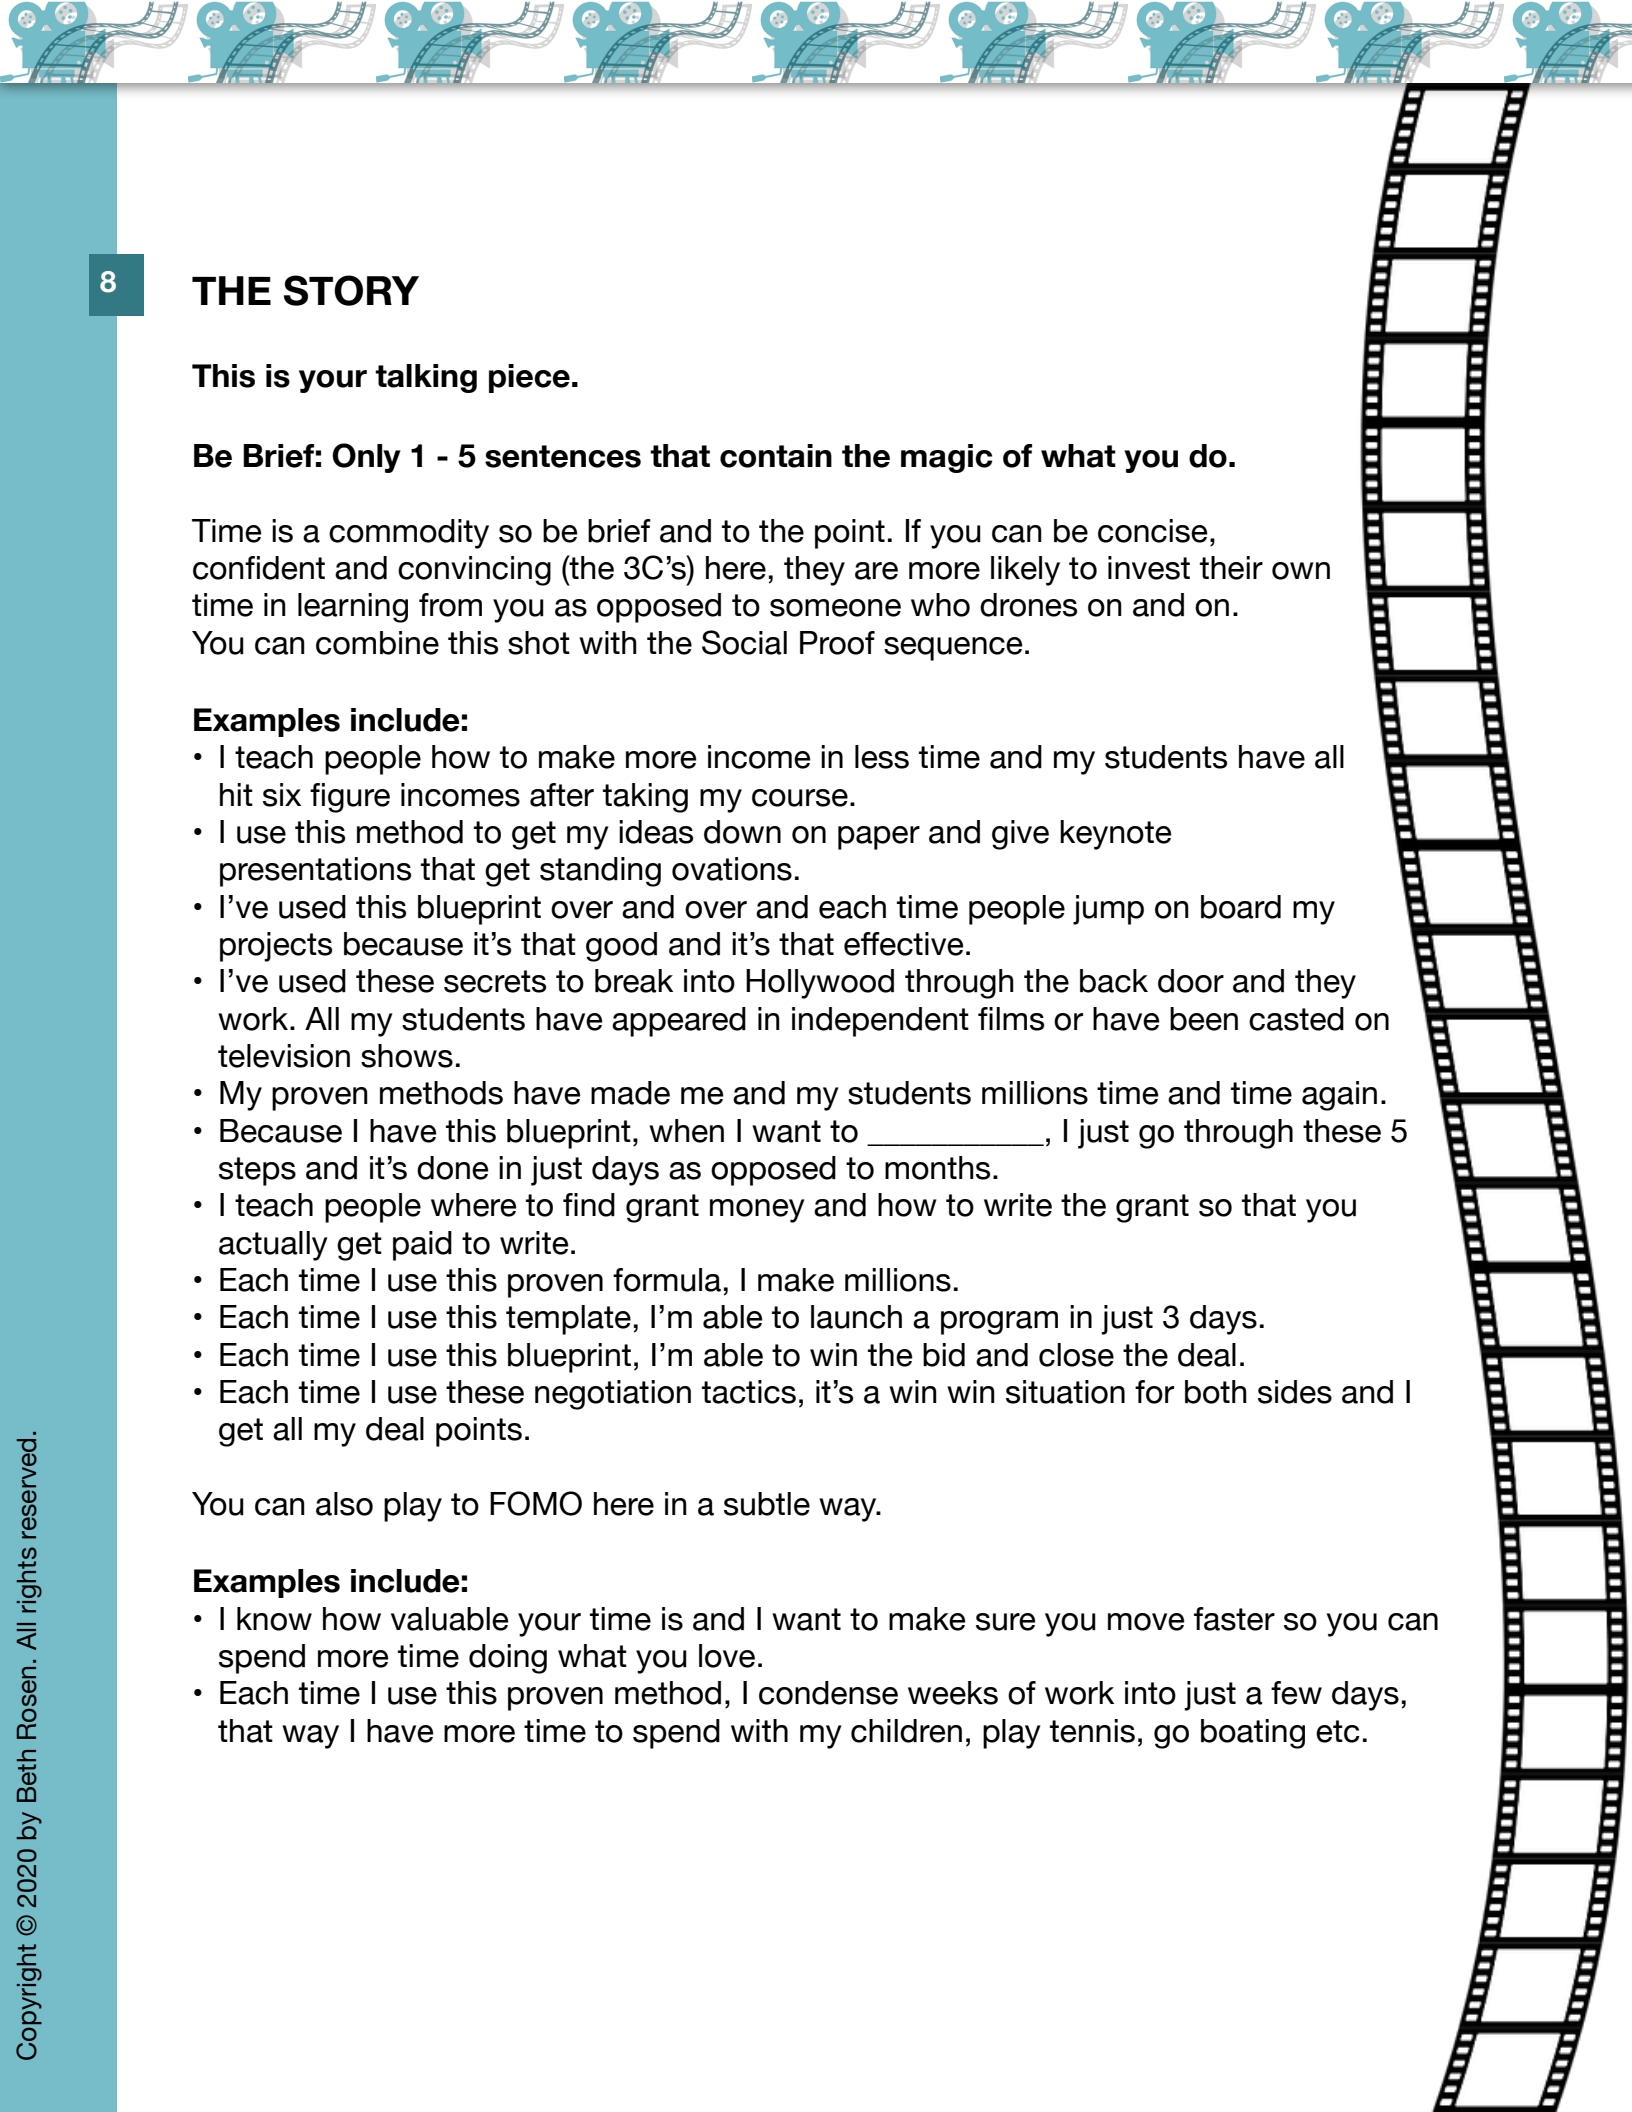 8
THE STORY
This is your talking piece.
Be Brief: Only 1 - 5 sentences that contain the magic of what you do.
Time is a commodity so be brief and to the point. If you can be concise,
confident and convincing (the 3C’s) here, they are more likely to invest their own
time in learning from you as opposed to someone who drones on and on.
You can combine this shot with the Social Proof sequence.
Examples include:
• I teach people how to make more income in less time and my students have all
hit six figure incomes after taking my course.
• I use this method to get my ideas down on paper and give keynote
presentations that get standing ovations.
• I’ve used this blueprint over and over and each time people jump on board my
projects because it’s that good and it’s that effective.
• I’ve used these secrets to break into Hollywood through the back door and they
work. All my students have appeared in independent films or have been casted on
television shows.
• My proven methods have made me and my students millions time and time again.
• Because I have this blueprint, when I want to ___________, I just go through these 5
steps and it’s done in just days as opposed to months.
• I teach people where to find grant money and how to write the grant so that you
actually get paid to write.
• Each time I use this proven formula, I make millions.
• Each time I use this template, I’m able to launch a program in just 3 days.
• Each time I use this blueprint, I’m able to win the bid and close the deal.
• Each time I use these negotiation tactics, it’s a win win situation for both sides and I
get all my deal points.
You can also play to FOMO here in a subtle way.
Examples include:
• I know how valuable your time is and I want to make sure you move faster so you can
spend more time doing what you love.
• Each time I use this proven method, I condense weeks of work into just a few days,
that way I have more time to spend with my children, play tennis, go boating etc.
Copyright © 2020 by Beth Rosen. All rights reserved.